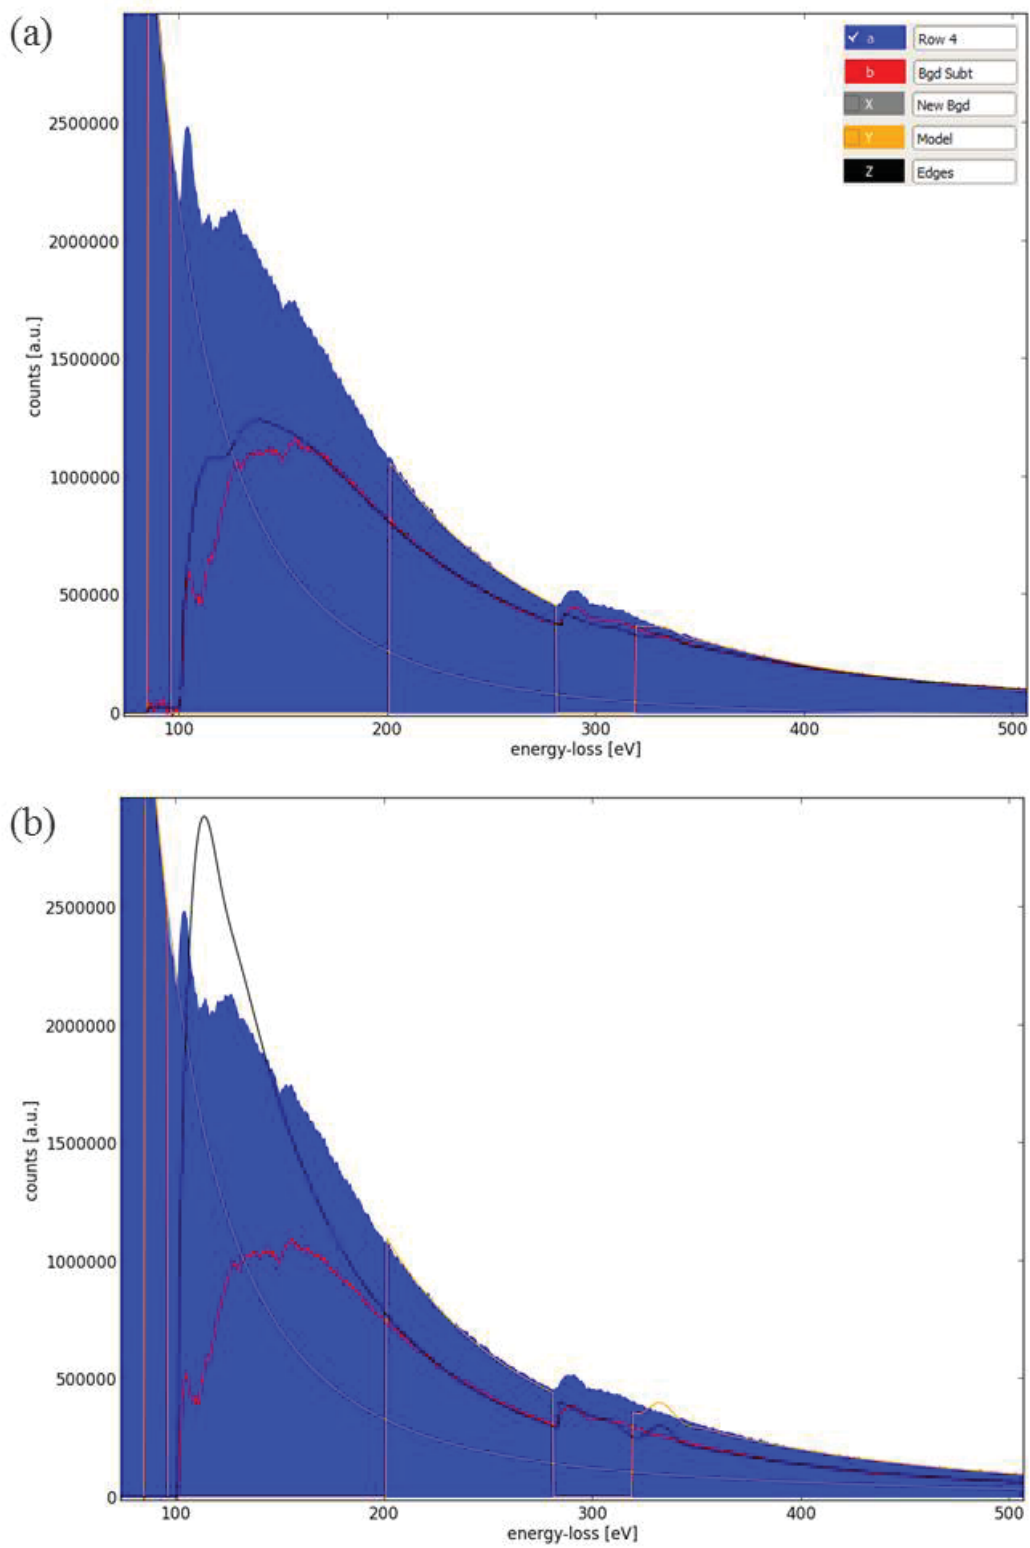 (a)
a Row 4
b Bgd Subt
X New Bgd
Y Model
Z Edges
2500000
2000000
1500000
1000000
500000
0
counts [a.u.]
100 200 300 400 500
energy-loss [eV]
(b)
2500000
2000000
1500000
1000000
500000
0
counts [a.u.]
100 200 300 400 500
energy-loss [eV]